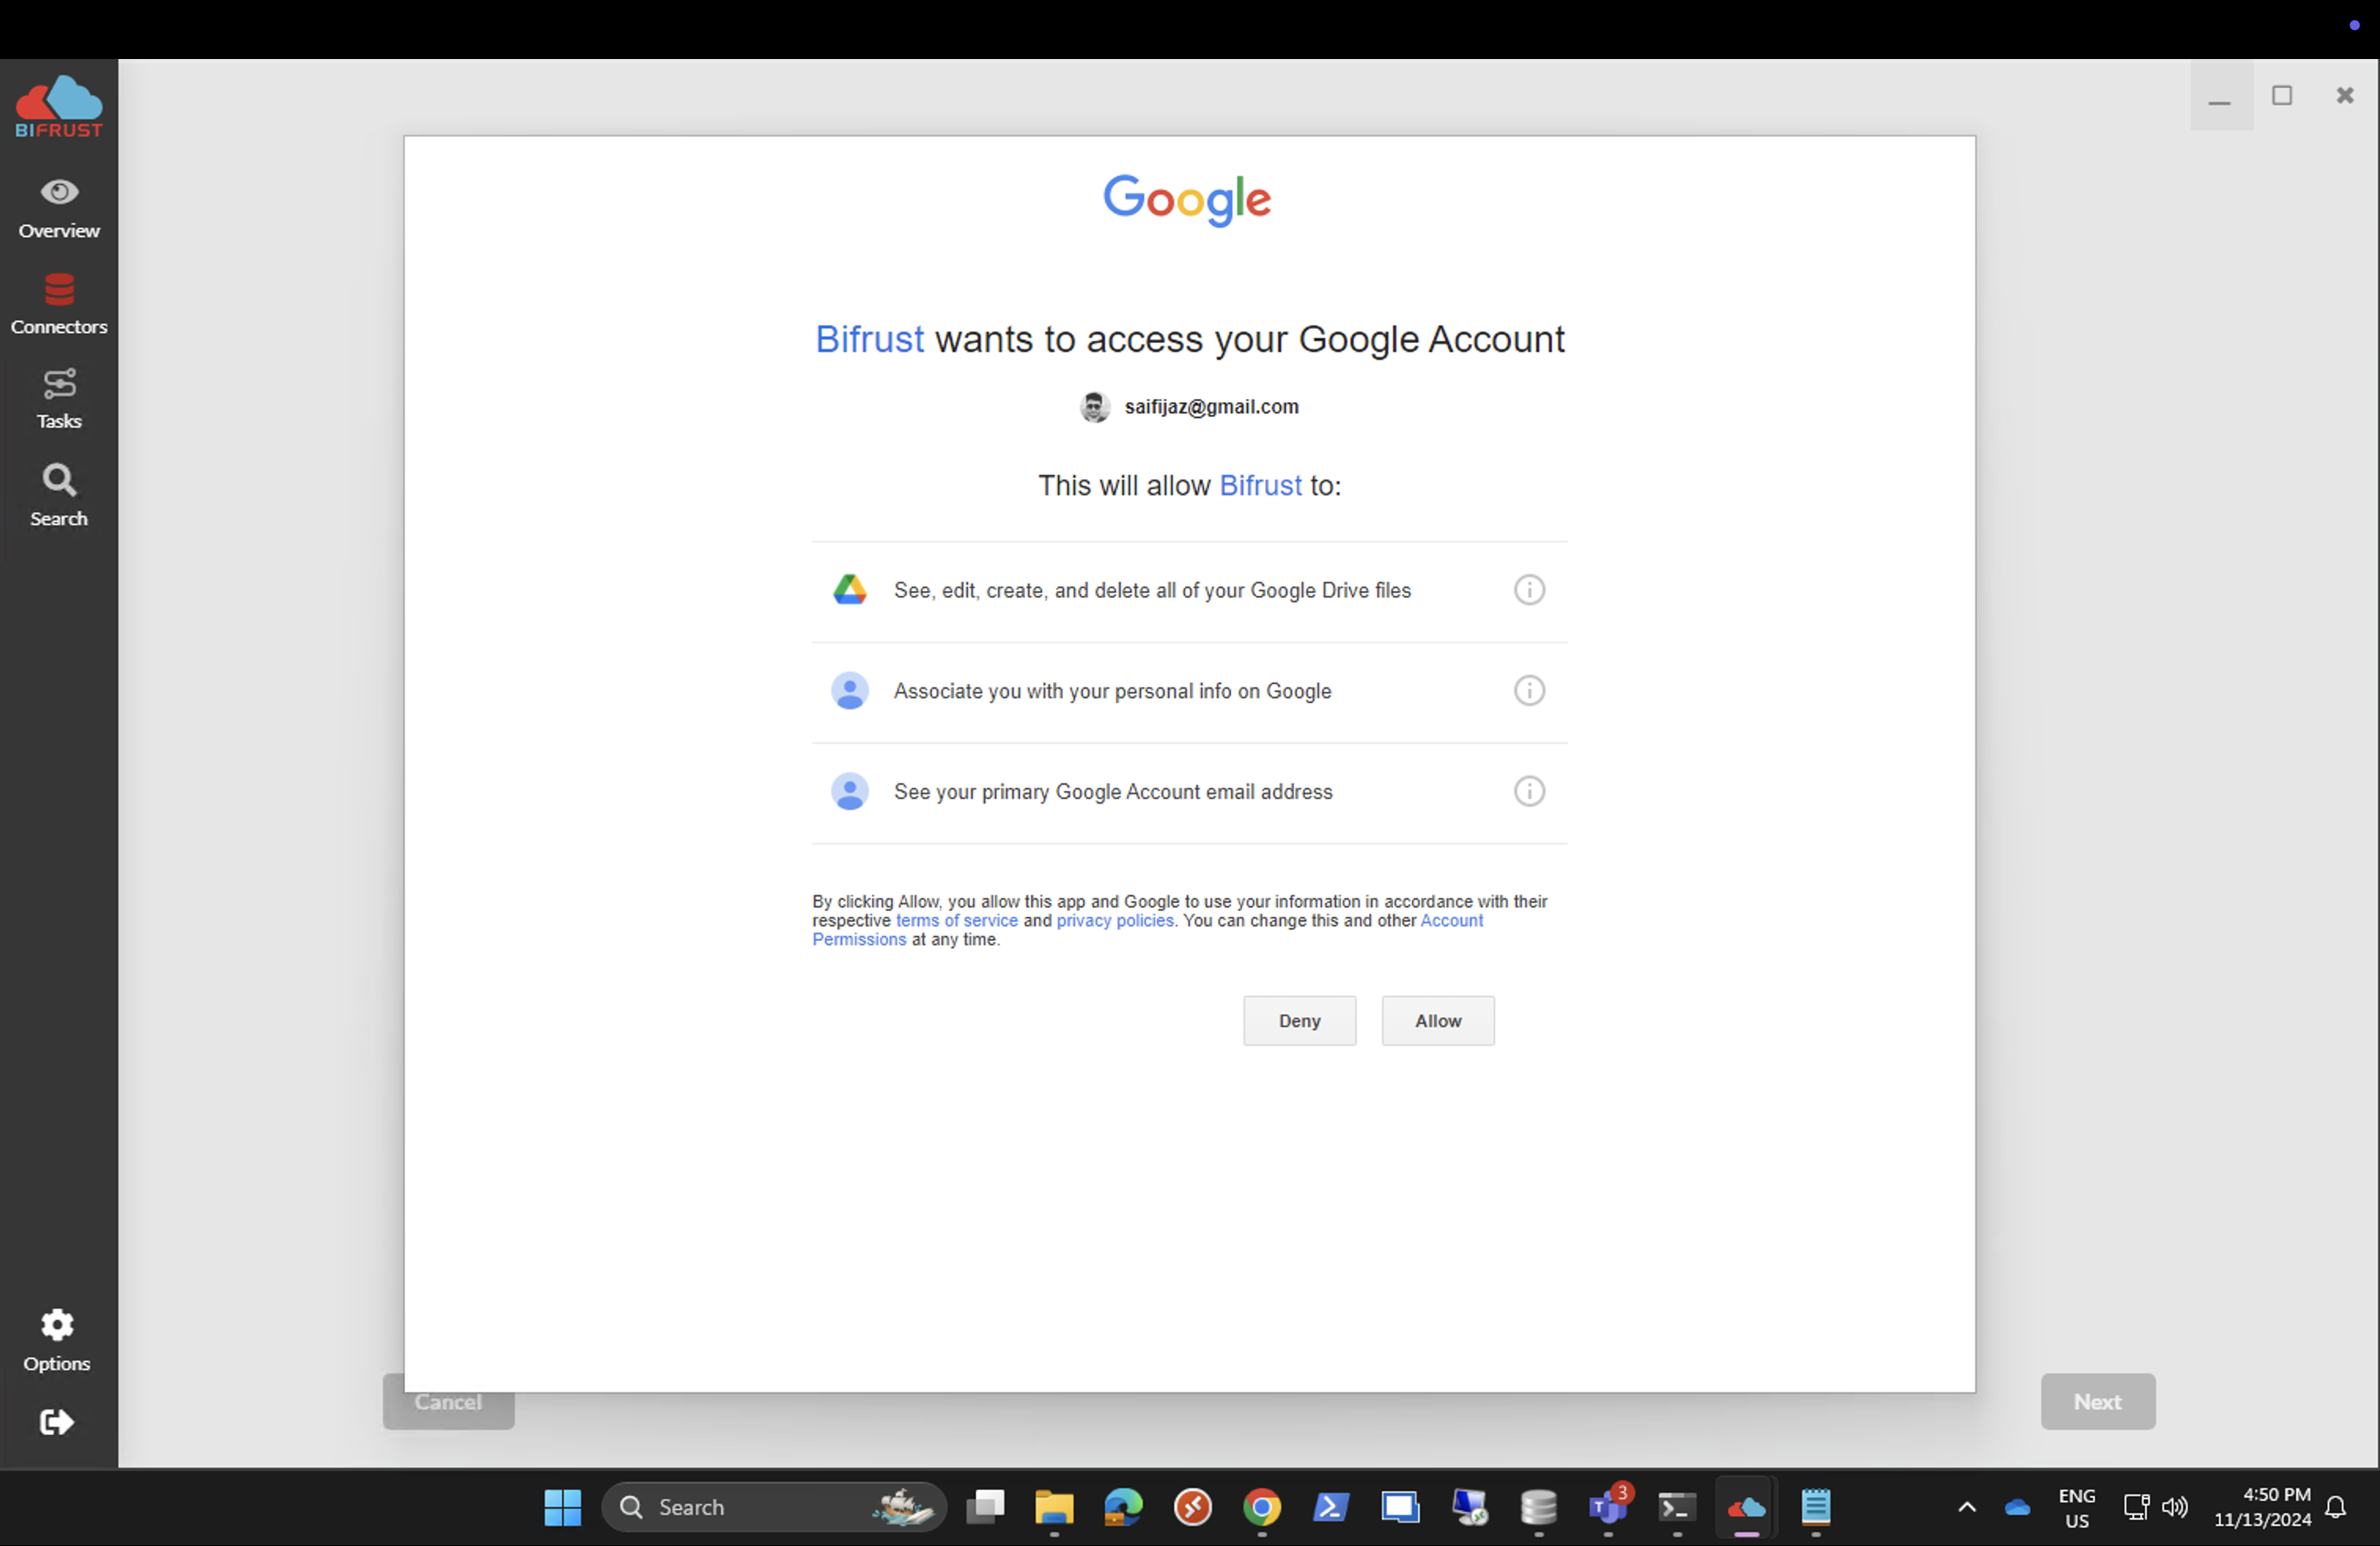 BIFRUST
Overview
Connectors
Tasks
Search
Options
Google
Bifrust wants to access your Google Account
saifijaz@gmail.com
This will allow Bifrust to:
See, edit, create, and delete all of your Google Drive files
Associate you with your personal info on Google
See your primary Google Account email address
By clicking Allow, you allow this app and Google to use your information in accordance with their
respective terms of service and privacy policies. You can change this and other Account
Permissions at any time.
Deny
Allow
Cancel
Next
Search
T
3
ENG
US
4:50 PM
11/13/2024